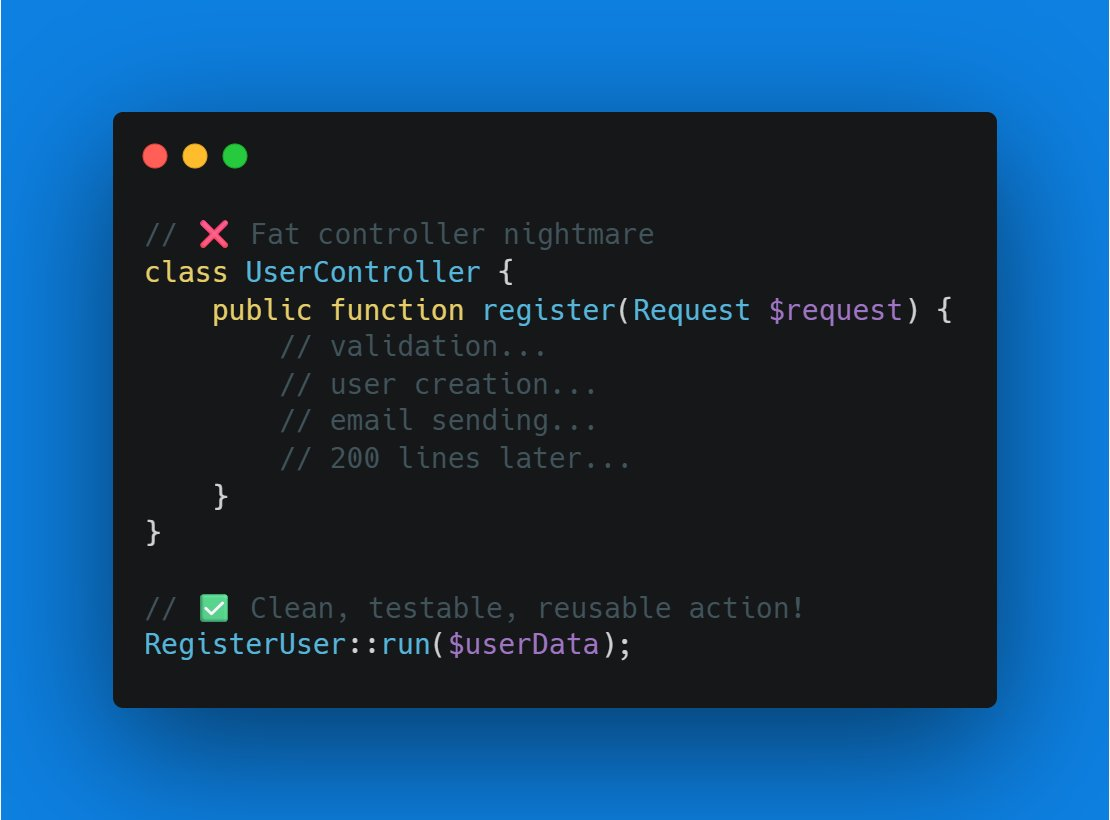 // ❌ Fat controller nightmare
class UserController {
    public function register(Request $request) {
        // validation...
        // user creation...
        // email sending...
        // 200 lines later...
    }
}
// ✅ Clean, testable, reusable action!
RegisterUser::run($userData);